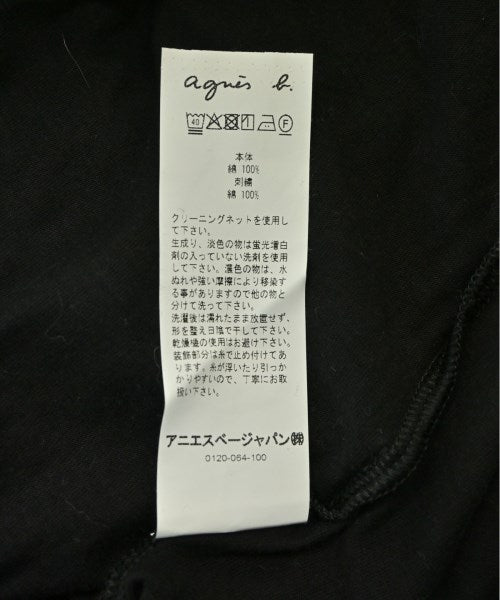 agnès b.
40 F
本体
綿 100%
刺繍
綿 100%
クリーニングネットを使用し
て下さい。
生成り、淡色の物は蛍光増白
剤の入っていない洗剤を使用
して下さい。濃色の物は、水
ぬれや強い摩擦により移染す
る事がありますので他の物と
分けて洗って下さい。
洗濯後は濡れたまま放置せず、
形を整え日陰で干して下さい。
乾燥機の使用はお避け下さい。
装飾部分は糸で止め付けてあ
ります。糸が浮いたり引っか
かりやすいので、丁寧にお取
扱い下さい。
アニエスベージャパン㈱
0120-064-100